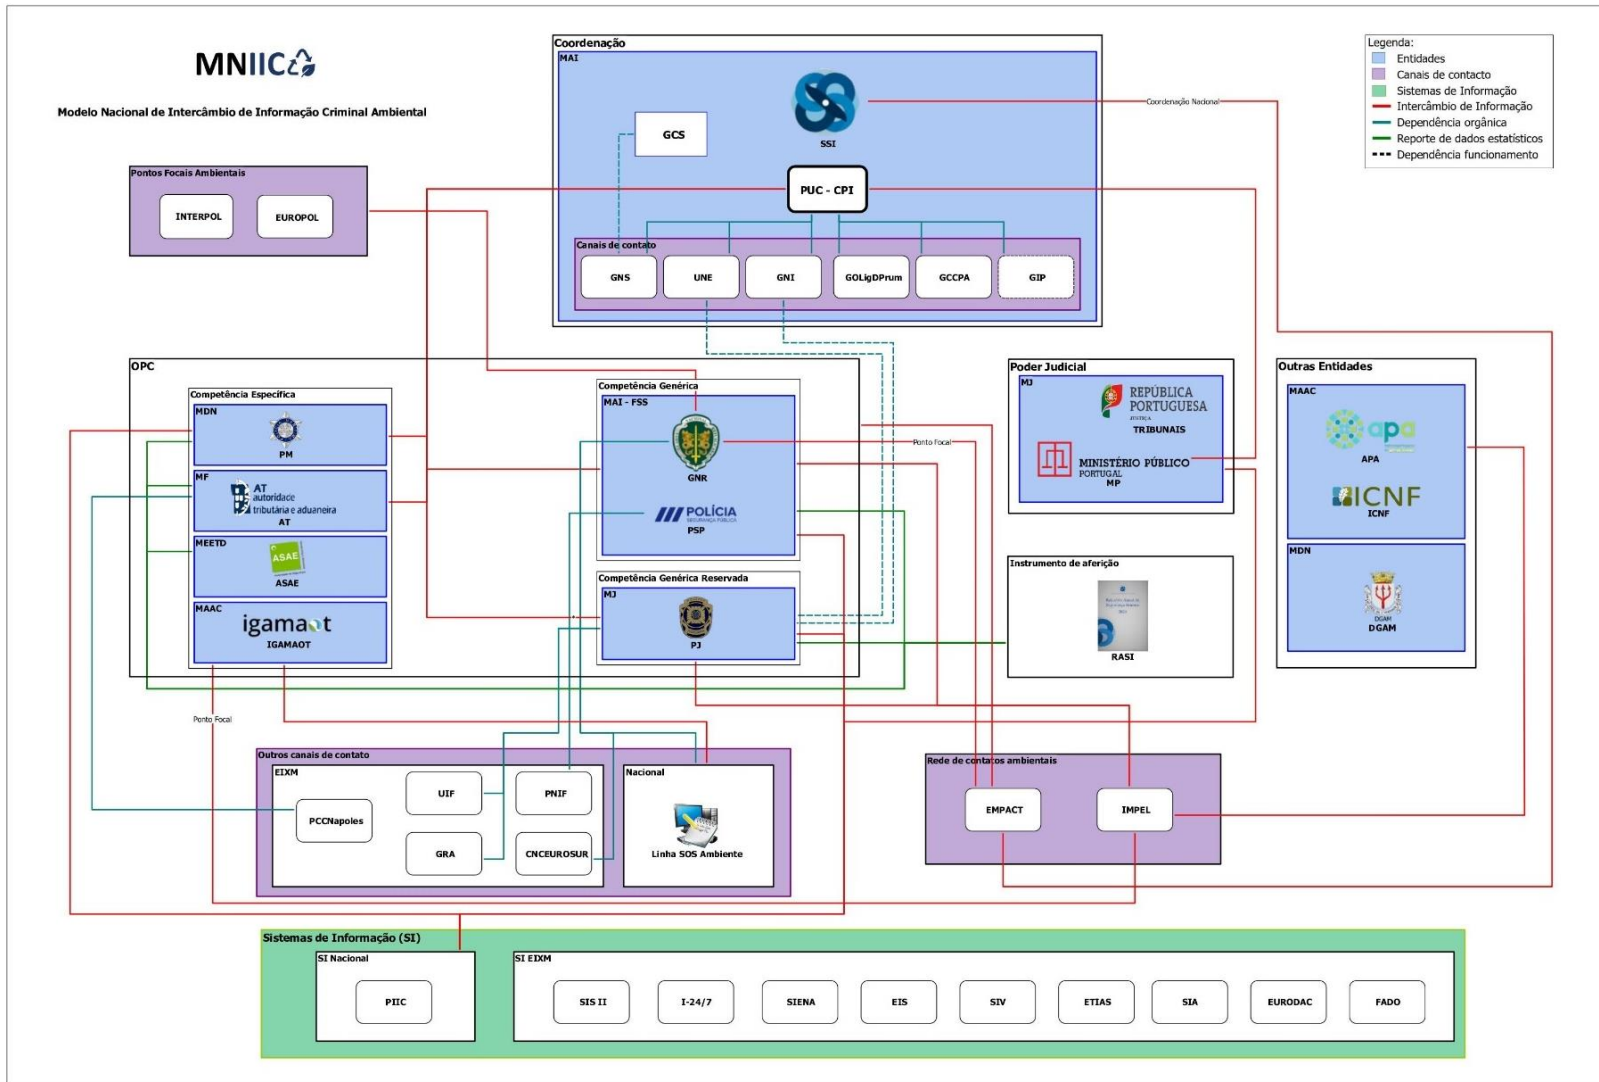 MNIIC
Modelo Nacional de Intercâmbio de Informação Criminal Ambiental
Legenda:
Entidades
Canais de contacto
Sistemas de Informação
Intercâmbio de Informação
Dependência orgânica
Reporte de dados estatísticos
Dependência funcionamento
Coordenação
MAI
SSI
GCS
PUC - CPI
Canais de contato
GNS
UNE
GNI
GOLigDPrum
GCCPA
GIP
Coordenação Nacional
Pontos Focais Ambientais
INTERPOL
EUROPOL
OPC
Competência Específica
MDN
PM
MF
AT
autoridade
tributária e aduaneira
AT
MEETD
ASAE
ASAE
MAAC
igamaot
IGAMAOT
Competência Genérica
MAI - FSS
GNR
POLÍCIA
SEGURANÇA PÚBLICA
PSP
Competência Genérica Reservada
MJ
PJ
Ponto Focal
Poder Judicial
MJ
REPÚBLICA
PORTUGUESA
JUSTIÇA
TRIBUNAIS
MINISTÉRIO PÚBLICO
PORTUGAL
MP
Instrumento de aferição
RASI
Outras Entidades
MAAC
apa
APA
ICNF
ICNF
MDN
DGAM
DGAM
Ponto Focal
Outros canais de contato
EIXM
PCCNapoles
UIF
PNIF
GRA
CNCEUROSUR
Nacional
Linha SOS Ambiente
Rede de contatos ambientais
EMPACT
IMPEL
Sistemas de Informação (SI)
SI Nacional
PIIC
SI EIXM
SIS II
I-24/7
SIENA
EIS
SIV
ETIAS
SIA
EURODAC
FADO